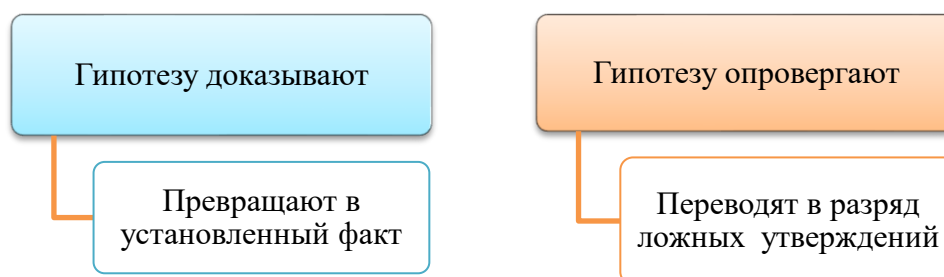 Гипотезу доказывают
Превращают в
установленный факт
Гипотезу опровергают
Переводят в разряд
ложных утверждений